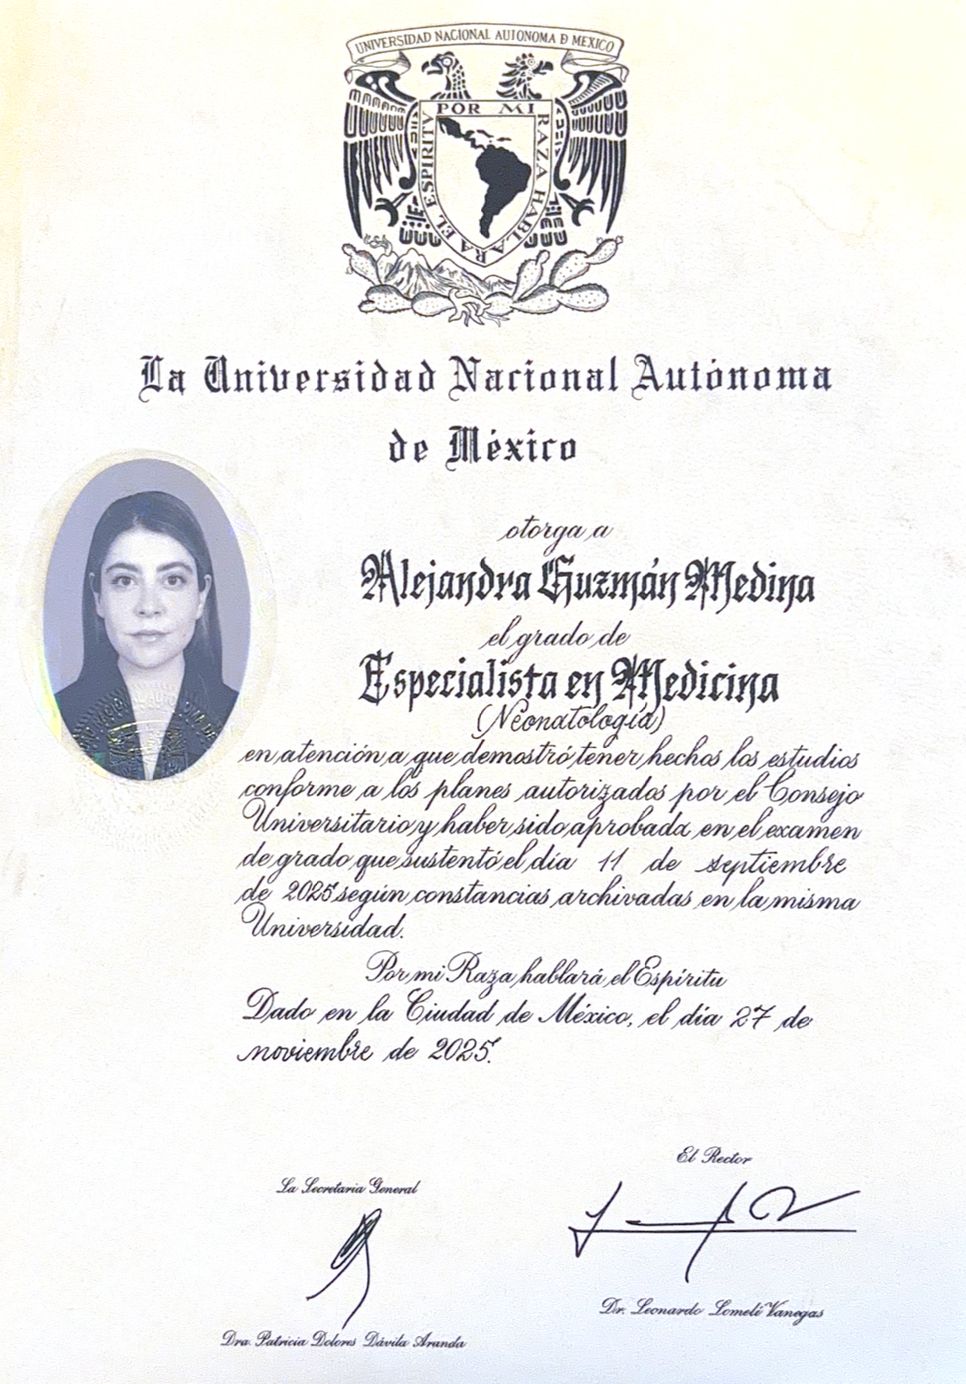 UNIVERSIDAD NACIONAL AUTONOMA D MEXICO
POR MI RAZA HABLARA EL ESPIRITU
La Universidad Nacional Autónoma
de México
otorga a
Alejandra Guzmán Medina
el grado de
Especialista en Medicina
(Neonatología)
en atención a que demostró tener hechos los estudios
conforme a los planes autorizados por el Consejo
Universitario y haber sido aprobada en el examen
de grado que sustentó el día 11 de septiembre
de 2025 según constancias archivadas en la misma
Universidad.
Por mi Raza hablará el Espíritu
Dado en la Ciudad de México, el día 27 de
noviembre de 2025.
El Rector
La Secretaria General
Dr. Leonardo Lomelí Vanegas
Dra. Patricia Dolores Dávila Aranda